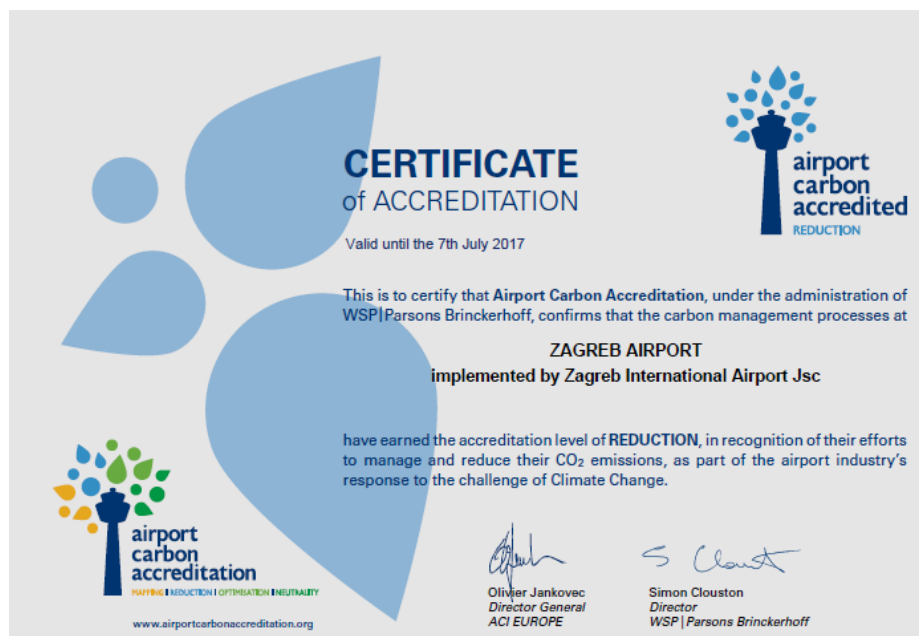 CERTIFICATE
of ACCREDITATION
Valid until the 7th July 2017
airport
carbon
accredited
REDUCTION
This is to certify that Airport Carbon Accreditation, under the administration of
WSP|Parsons Brinckerhoff, confirms that the carbon management processes at
ZAGREB AIRPORT
implemented by Zagreb International Airport Jsc
have earned the accreditation level of REDUCTION, in recognition of their efforts
to manage and reduce their CO₂ emissions, as part of the airport industry's
response to the challenge of Climate Change.
airport
carbon
accreditation
MAPPING | REDUCTION | OPTIMISATION | NEUTRALITY
www.airportcarbonaccreditation.org
S Clouston
Olivier Jankovec
Director General
ACI EUROPE
Simon Clouston
Director
WSP|Parsons Brinckerhoff